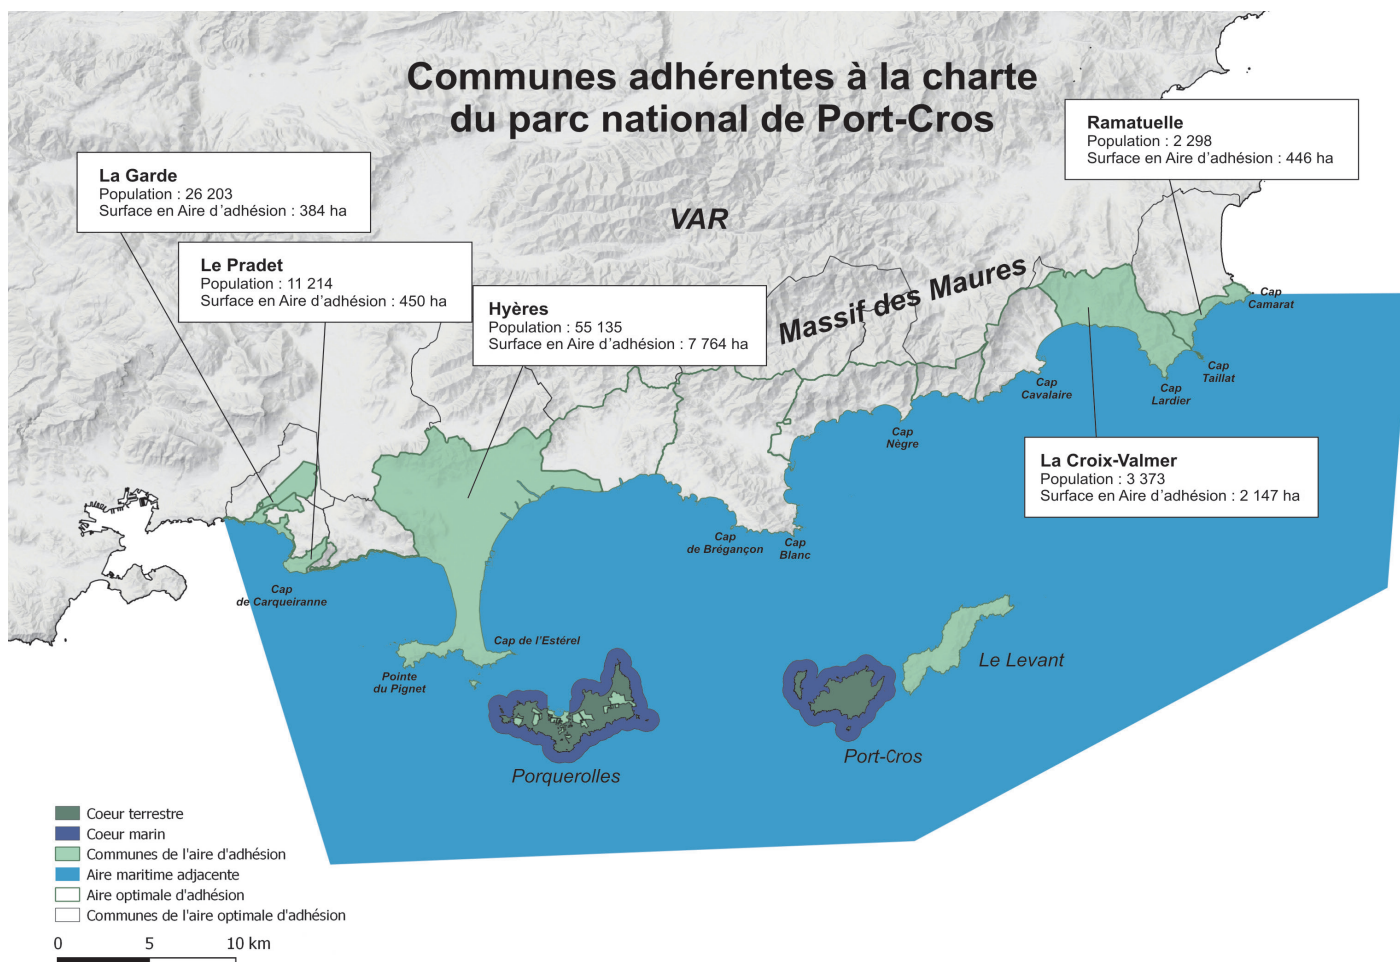 Communes adhérentes à la charte
du parc national de Port-Cros
Ramatuelle
Population : 2 298
Surface en Aire d'adhésion : 446 ha
La Garde
Population : 26 203
Surface en Aire d'adhésion : 384 ha
VAR
Le Pradet
Population : 11 214
Surface en Aire d'adhésion : 450 ha
Hyères
Population : 55 135
Surface en Aire d'adhésion : 7 764 ha
Massif des Maures
Cap
Camarat
Cap
Taillat
Cap
Lardier
Cap
Cavalaire
Cap
Nègre
La Croix-Valmer
Population : 3 373
Surface en Aire d'adhésion : 2 147 ha
Cap
de Brégançon
Cap
Blanc
Cap
de Carqueiranne
Cap de l'Estérel
Pointe
du Pignet
Le Levant
Port-Cros
Porquerolles
Coeur terrestre
Coeur marin
Communes de l'aire d'adhésion
Aire maritime adjacente
Aire optimale d'adhésion
Communes de l'aire optimale d'adhésion
0 5 10 km